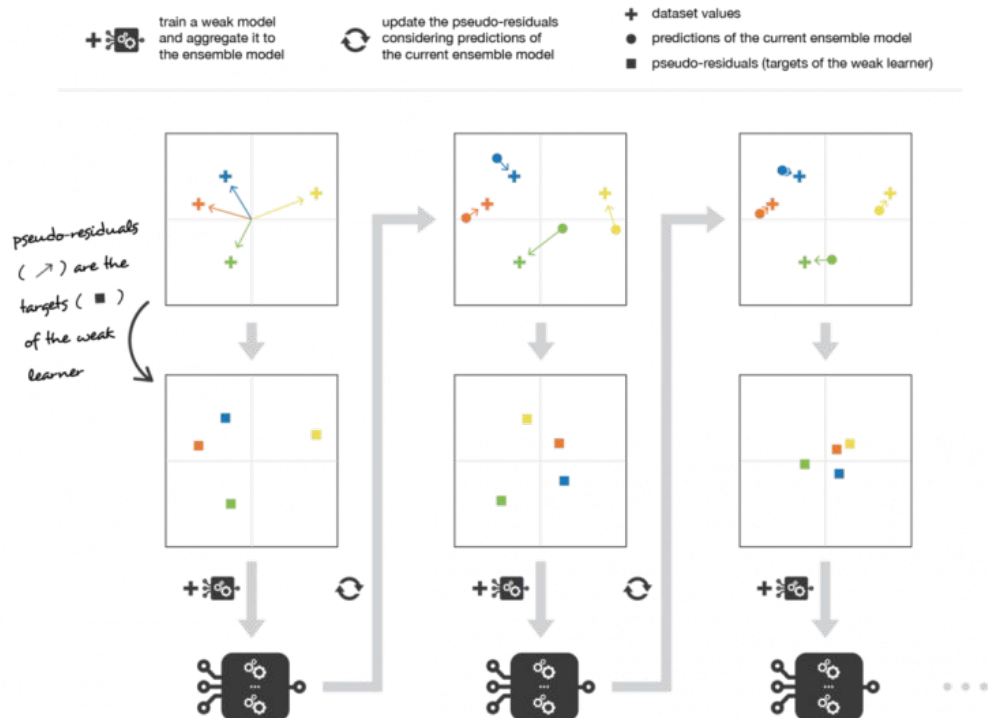 train a weak model
and aggregate it to
the ensemble model
update the pseudo-residuals
considering predictions of
the current ensemble model
dataset values
predictions of the current ensemble model
pseudo-residuals (targets of the weak learner)
pseudo-residuals
( ↗ ) are the
targets ( ■ )
of the weak
learner